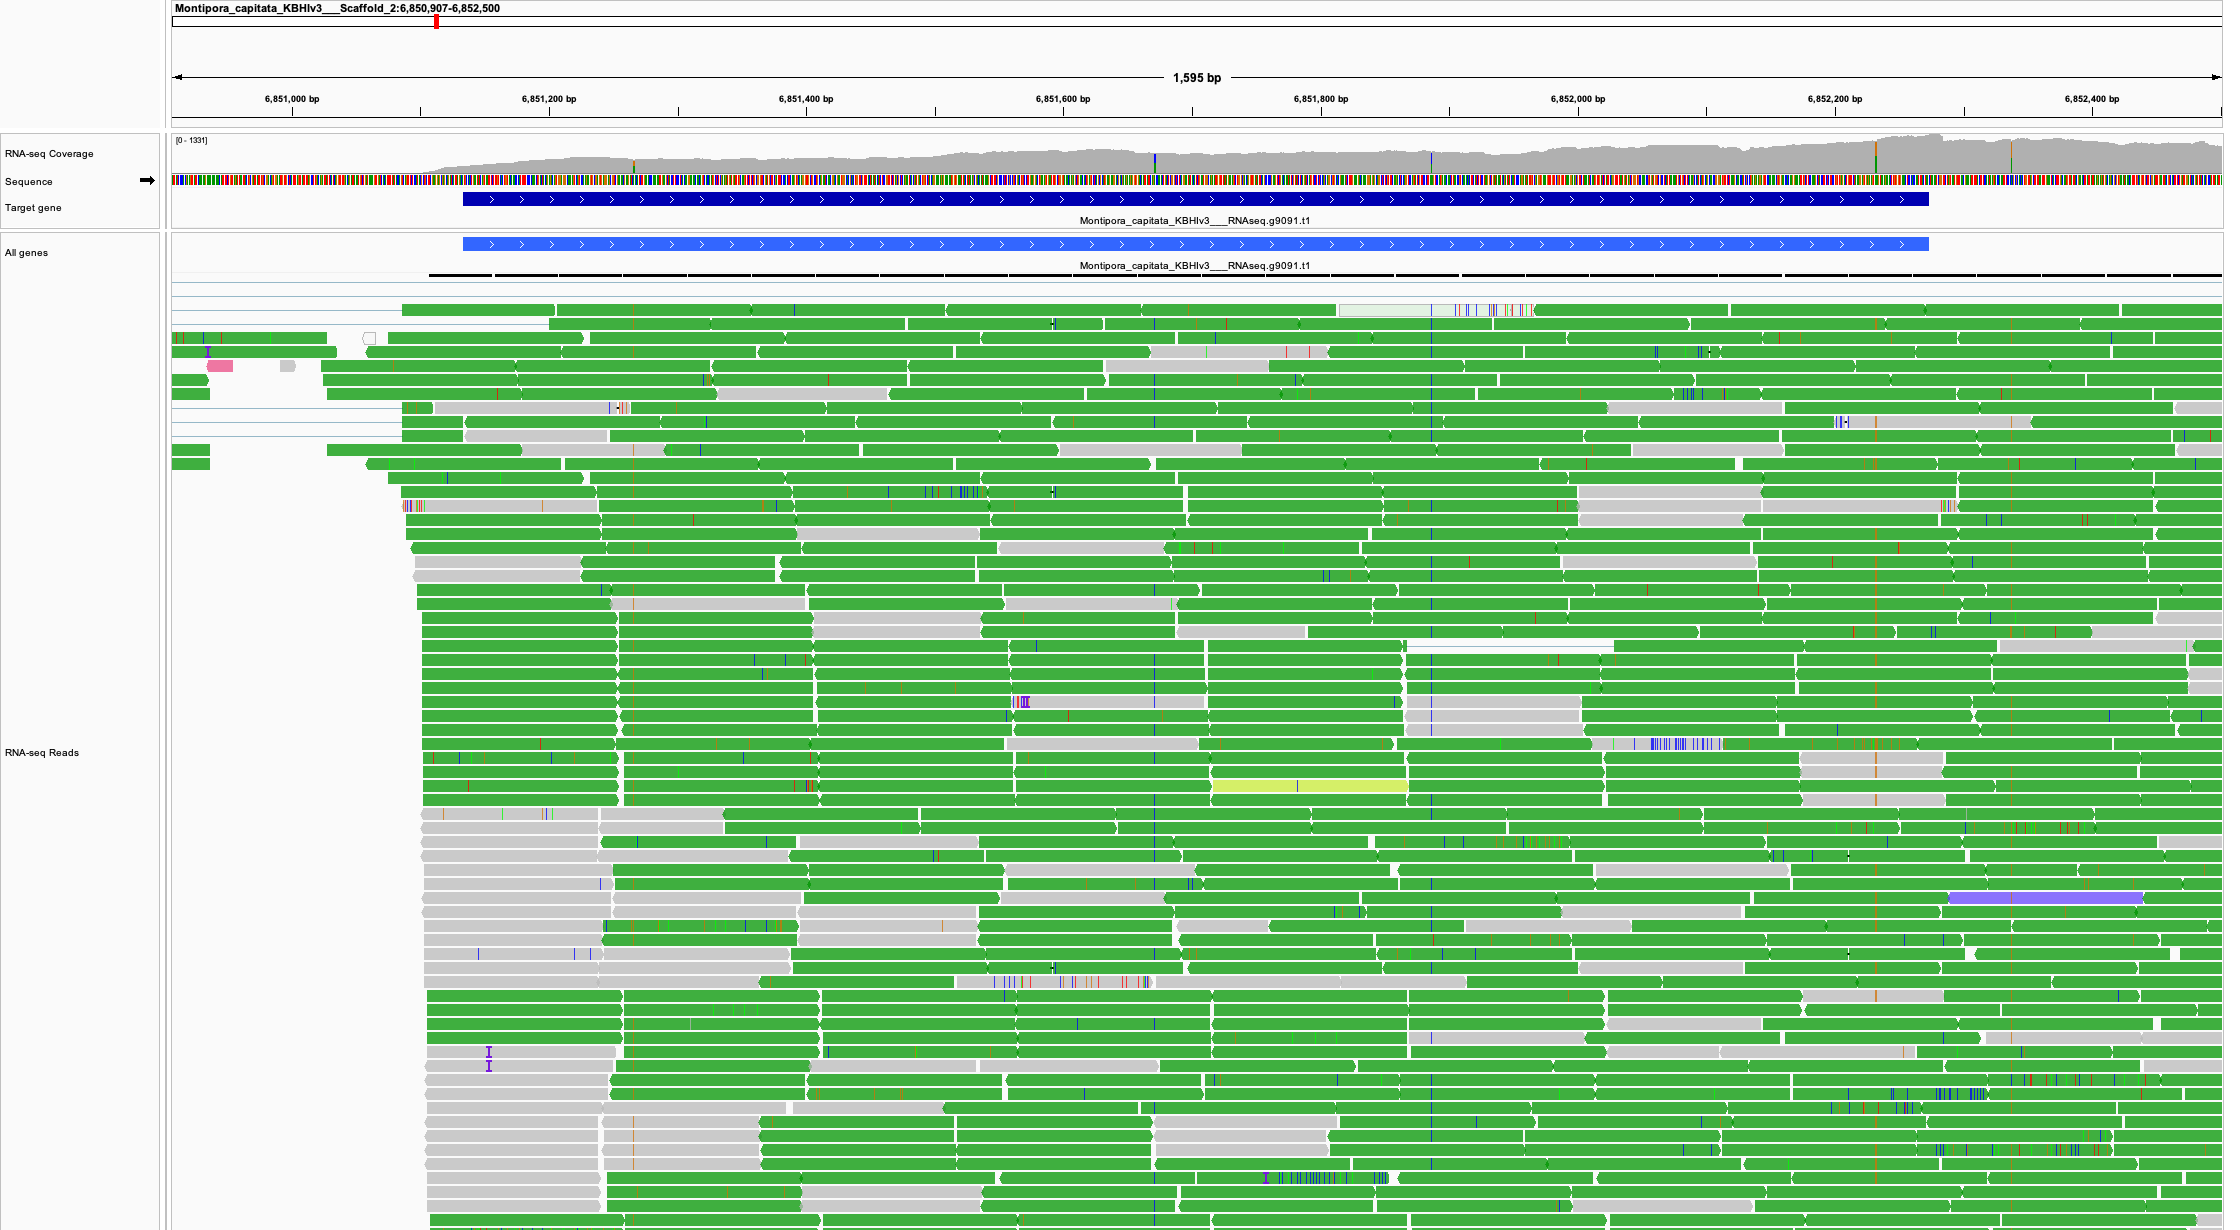 Montipora_capitata_KBHIv3___Scaffold_2:6,850,907-6,852,500
1,595 bp
6,851,000 bp 6,851,200 bp 6,851,400 bp 6,851,600 bp 6,851,800 bp 6,852,000 bp 6,852,200 bp 6,852,400 bp
[0 - 1331]
RNA-seq Coverage
Sequence
Target gene
Montipora_capitata_KBHIv3___RNAseq.g9091.t1
All genes
Montipora_capitata_KBHIv3___RNAseq.g9091.t1
RNA-seq Reads